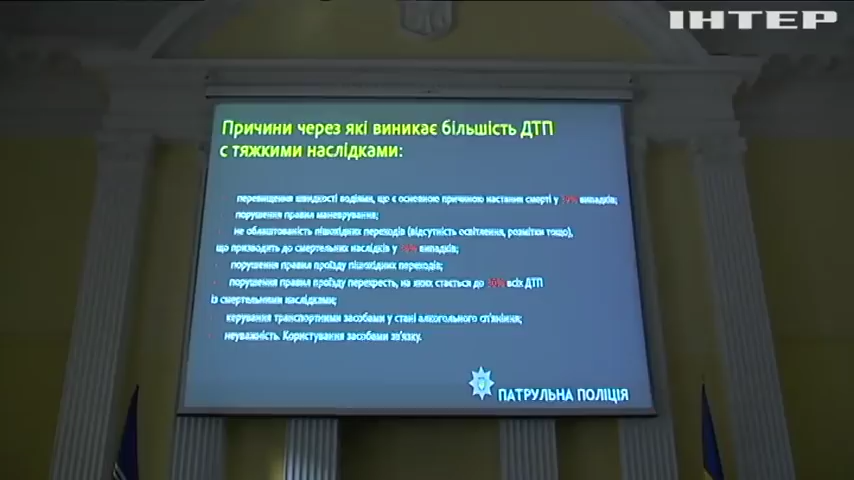 ІНТЕР
Причини через які виникає більшість ДТП
с тяжкими наслідками:
перевищення швидкості водіями, що є основною причиною настання смерті у випадків;
порушення правил маневрування;
не облаштованість пішохідних переходів (відсутність освітлення, розмітки тощо),
що призводить до смертельних наслідків у випадків;
порушення правил проїзду пішохідних переходів;
порушення правил проїзду перехресть, на яких стається до 30% всіх ДТП
із смертельними наслідками;
керування транспортними засобами у стані алкогольного сп'яніння;
неуважність. Користування засобами зв'язку.
ПАТРУЛЬНА ПОЛІЦІЯ